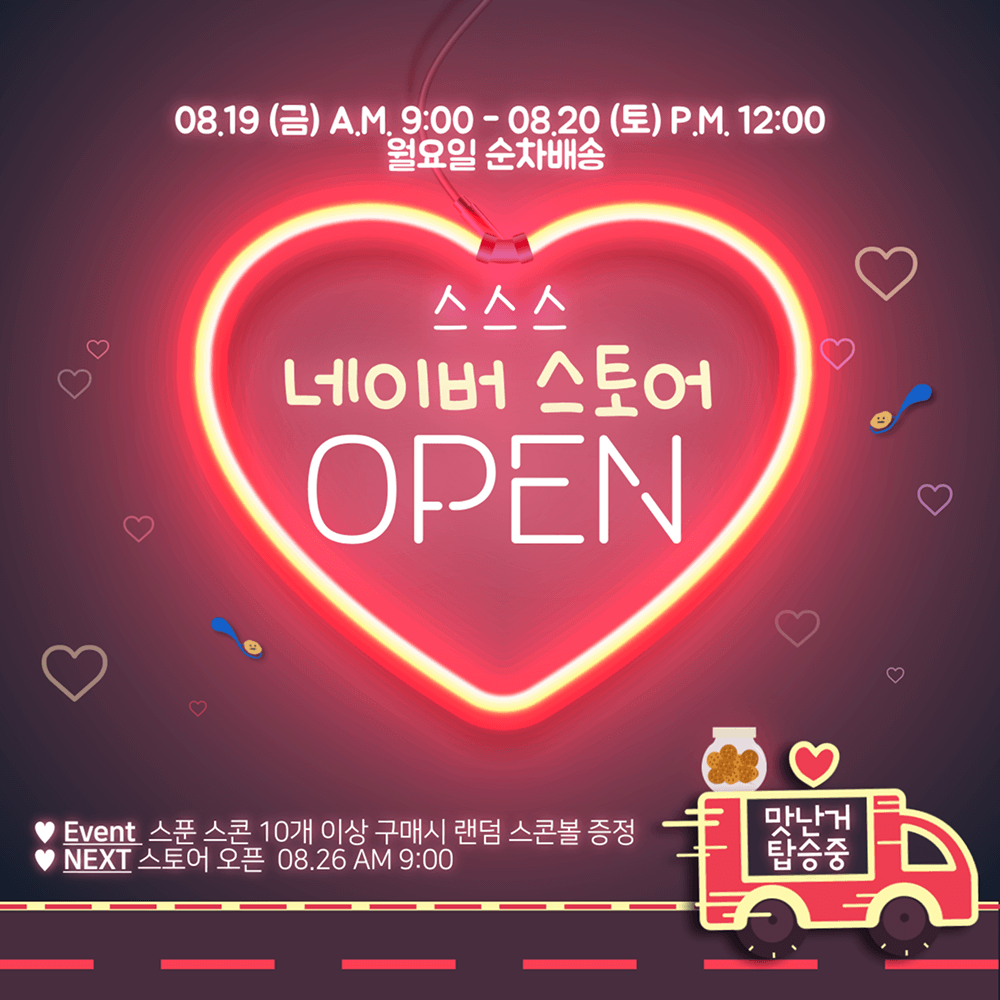 08.19 (금) A.M. 9:00 - 08.20 (토) P.M. 12:00
월요일 순차배송
스스스
네이버 스토어
OPEN
♥ Event 스푼 스콘 10개 이상 구매시 랜덤 스콘볼 증정
♥ NEXT 스토어 오픈 08.26 AM 9:00
맛난거
탑승중